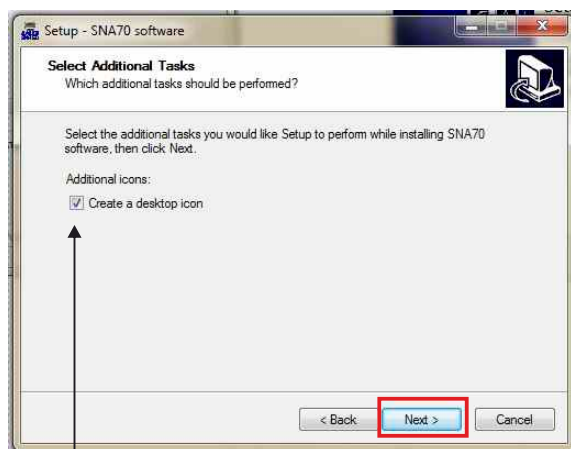 Setup - SNA70 software
Select Additional Tasks
Which additional tasks should be performed?
Select the additional tasks you would like Setup to perform while installing SNA70
software, then click Next.
Additional icons:
Create a desktop icon
< Back
Next >
Cancel